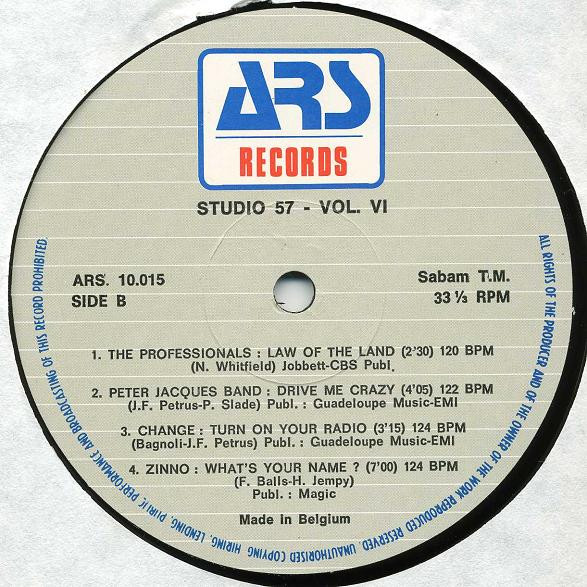 ARS
RECORDS
STUDIO 57 - VOL. VI
ARS. 10.015
SIDE B
Sabam T.M.
33 ⅓ RPM
1. THE PROFESSIONALS : LAW OF THE LAND (2'30) 120 BPM
(N. Whitfield) Jobbett-CBS Publ.
2. PETER JACQUES BAND : DRIVE ME CRAZY (4'05) 122 BPM
(J.F. Petrus-P. Slade) Publ. : Guadeloupe Music-EMI
3. CHANGE : TURN ON YOUR RADIO (3'15) 124 BPM
(Bagnoli-J.F. Petrus) Publ. : Guadeloupe Music-EMI
4. ZINNO : WHAT'S YOUR NAME ? (7'00) 124 BPM
(F. Balls-H. Jempy)
Publ. : Magic
Made in Belgium
ALL RIGHTS OF THE PRODUCER AND OF THE OWNER OF THE WORK REPRODUCED RESERVED. UNAUTHORISED COPYING, HIRING, LENDING, PUBLIC PERFORMANCE AND BROADCASTING OF THIS RECORD PROHIBITED.